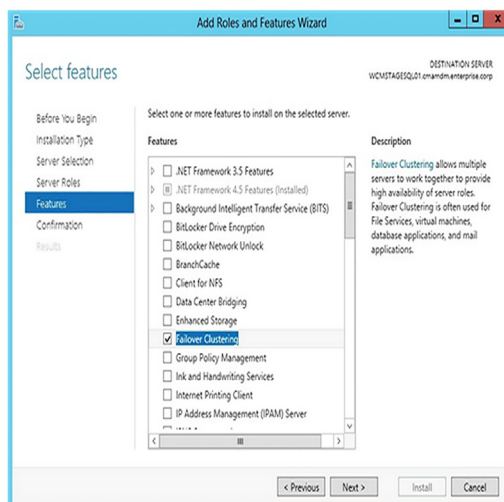 Add Roles and Features Wizard
Select features
DESTINATION SERVER
WCMSTAGESQL01.cmamdm.enterprise.corp
Before You Begin
Installation Type
Server Selection
Server Roles
Features
Confirmation
Results
Select one or more features to install on the selected server.
Features
.NET Framework 3.5 Features
.NET Framework 4.5 Features (Installed)
Background Intelligent Transfer Service (BITS)
BitLocker Drive Encryption
BitLocker Network Unlock
BranchCache
Client for NFS
Data Center Bridging
Enhanced Storage
Failover Clustering
Group Policy Management
Ink and Handwriting Services
Internet Printing Client
IP Address Management (IPAM) Server
Description
Failover Clustering allows multiple
servers to work together to provide
high availability of server roles.
Failover Clustering is often used for
File Services, virtual machines,
database applications, and mail
applications.
< Previous
Next >
Install
Cancel